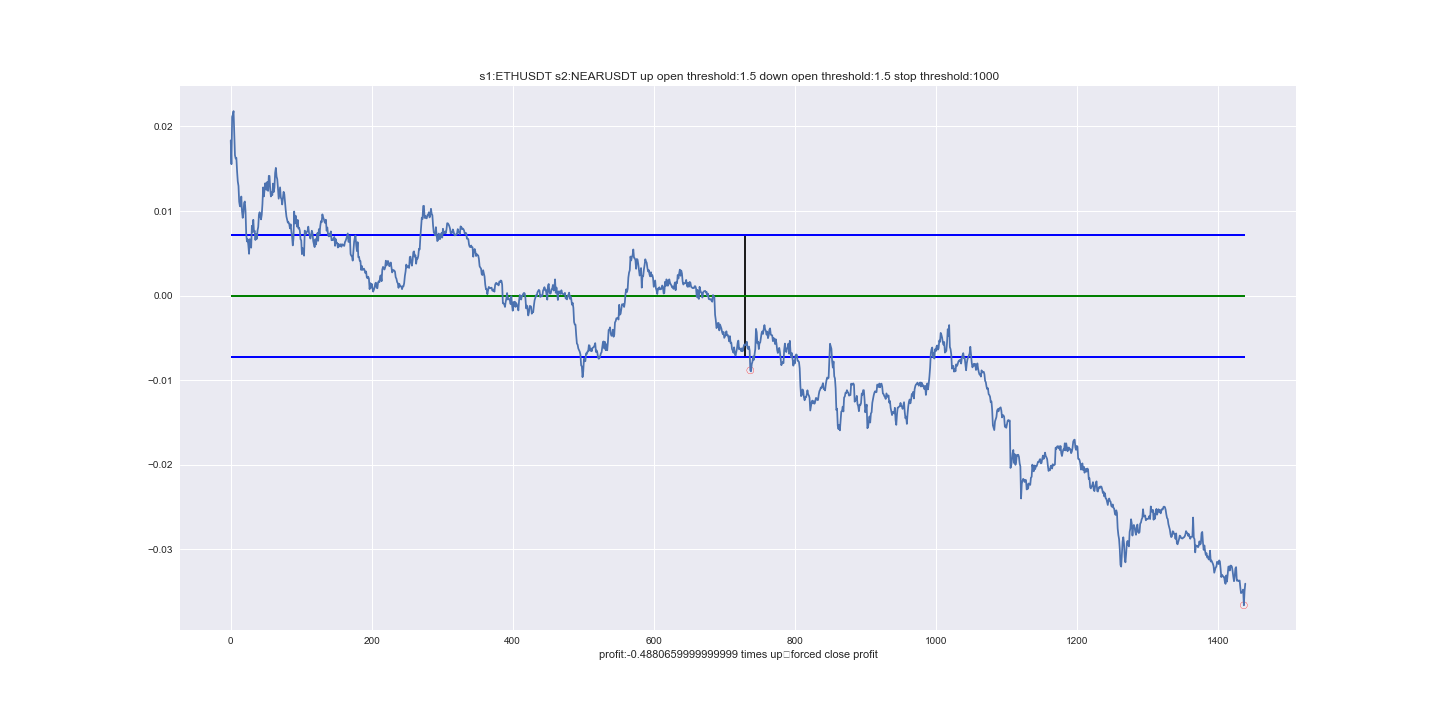 s1:ETHUSDT s2:NEARUSDT up open threshold:1.5 down open threshold:1.5 stop threshold:1000
0.02
0.01
0.00
−0.01
−0.02
−0.03
0 200 400 600 800 1000 1200 1400
profit:-0.4880659999999999 times up□forced close profit